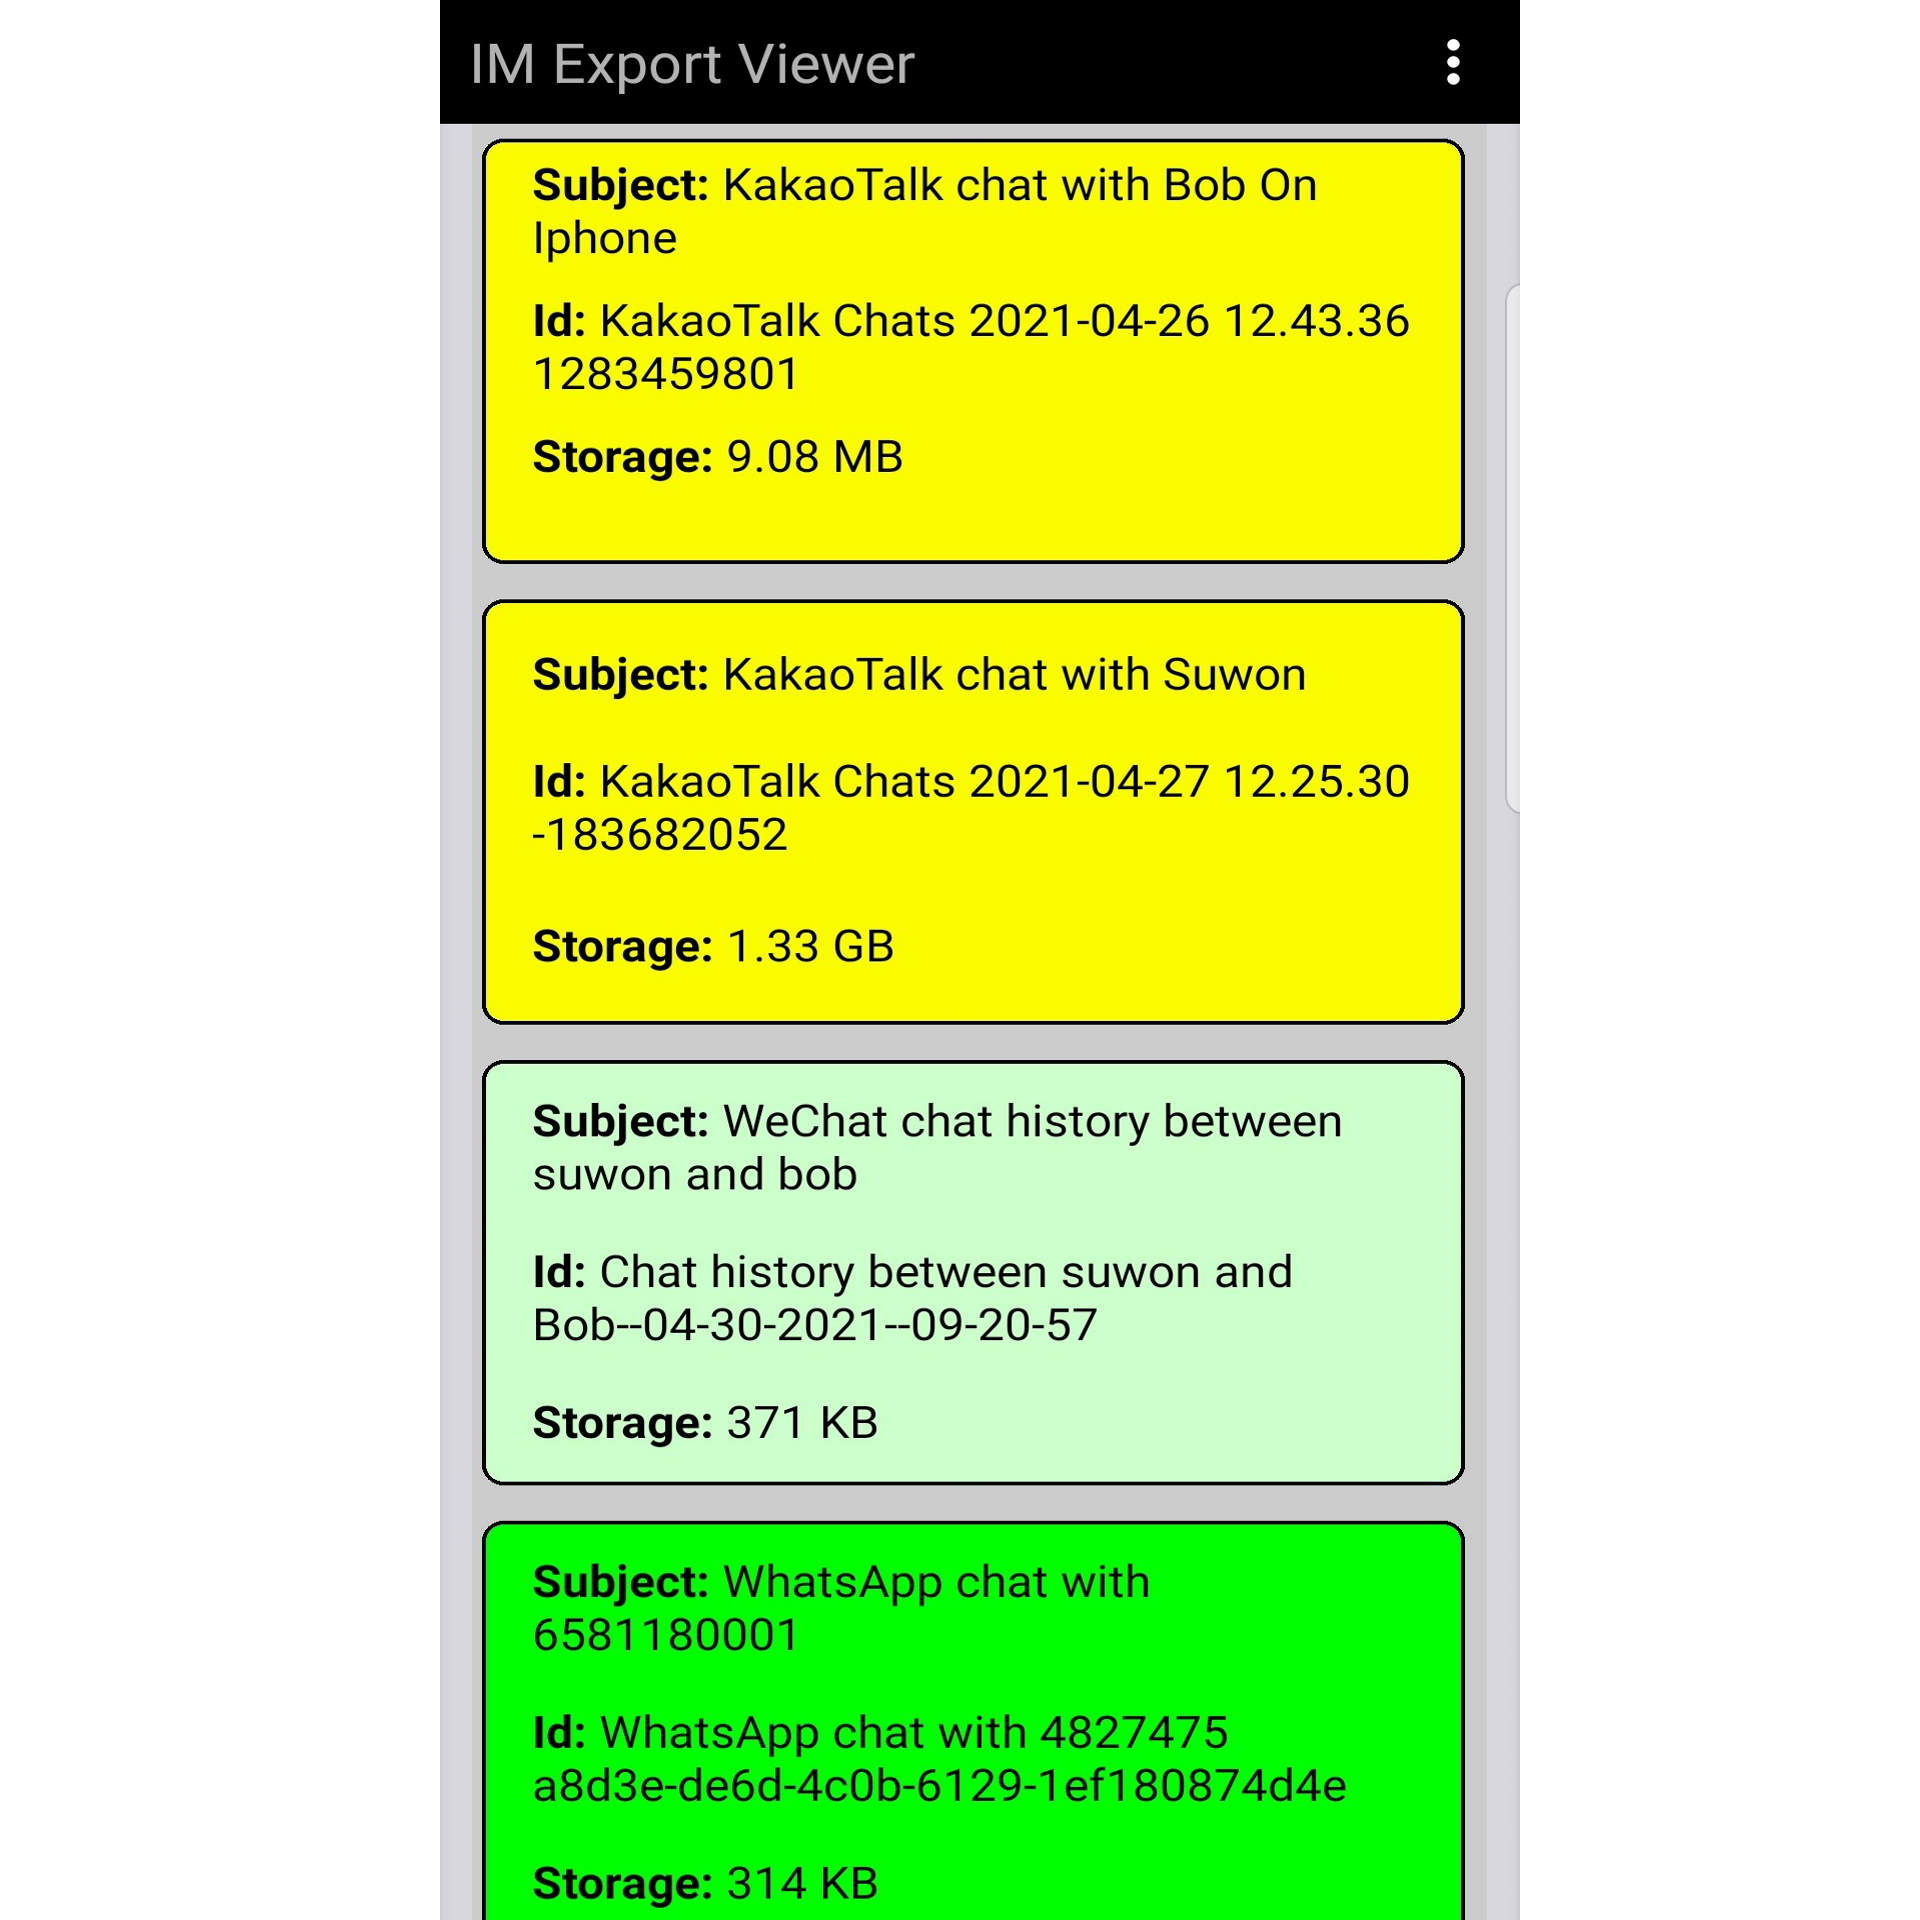 IM Export Viewer
Subject: KakaoTalk chat with Bob On
Iphone
Id: KakaoTalk Chats 2021-04-26 12.43.36
1283459801
Storage: 9.08 MB
Subject: KakaoTalk chat with Suwon
Id: KakaoTalk Chats 2021-04-27 12.25.30
-183682052
Storage: 1.33 GB
Subject: WeChat chat history between
suwon and bob
Id: Chat history between suwon and
Bob--04-30-2021--09-20-57
Storage: 371 KB
Subject: WhatsApp chat with
6581180001
Id: WhatsApp chat with 4827475
a8d3e-de6d-4c0b-6129-1ef180874d4e
Storage: 314 KB